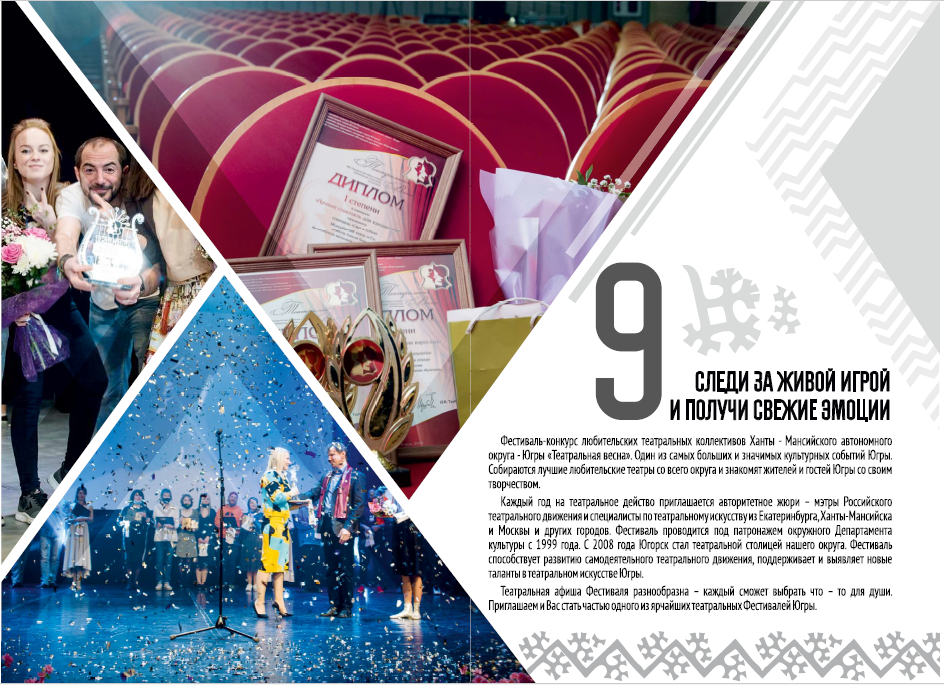 ДИПЛОМ
I степени
ДИПЛОМ
9
СЛЕДИ ЗА ЖИВОЙ ИГРОЙ
И ПОЛУЧИ СВЕЖИЕ ЭМОЦИИ
Фестиваль-конкурс любительских театральных коллективов Ханты - Мансийского автономного
округа - Югры «Театральная весна». Один из самых больших и значимых культурных событий Югры.
Собираются лучшие любительские театры со всего округа и знакомят жителей и гостей Югры со своим
творчеством.
Каждый год на театральное действо приглашается авторитетное жюри – мэтры Российского
театрального движения и специалисты по театральному искусству из Екатеринбурга, Ханты-Мансийска
и Москвы и других городов. Фестиваль проводится под патронажем окружного Департамента
культуры с 1999 года. С 2008 года Югорск стал театральной столицей нашего округа. Фестиваль
способствует развитию самодеятельного театрального движения, поддерживает и выявляет новые
таланты в театральном искусстве Югры.
Театральная афиша Фестиваля разнообразна – каждый сможет выбрать что – то для души.
Приглашаем и Вас стать частью одного из ярчайших театральных Фестивалей Югры.